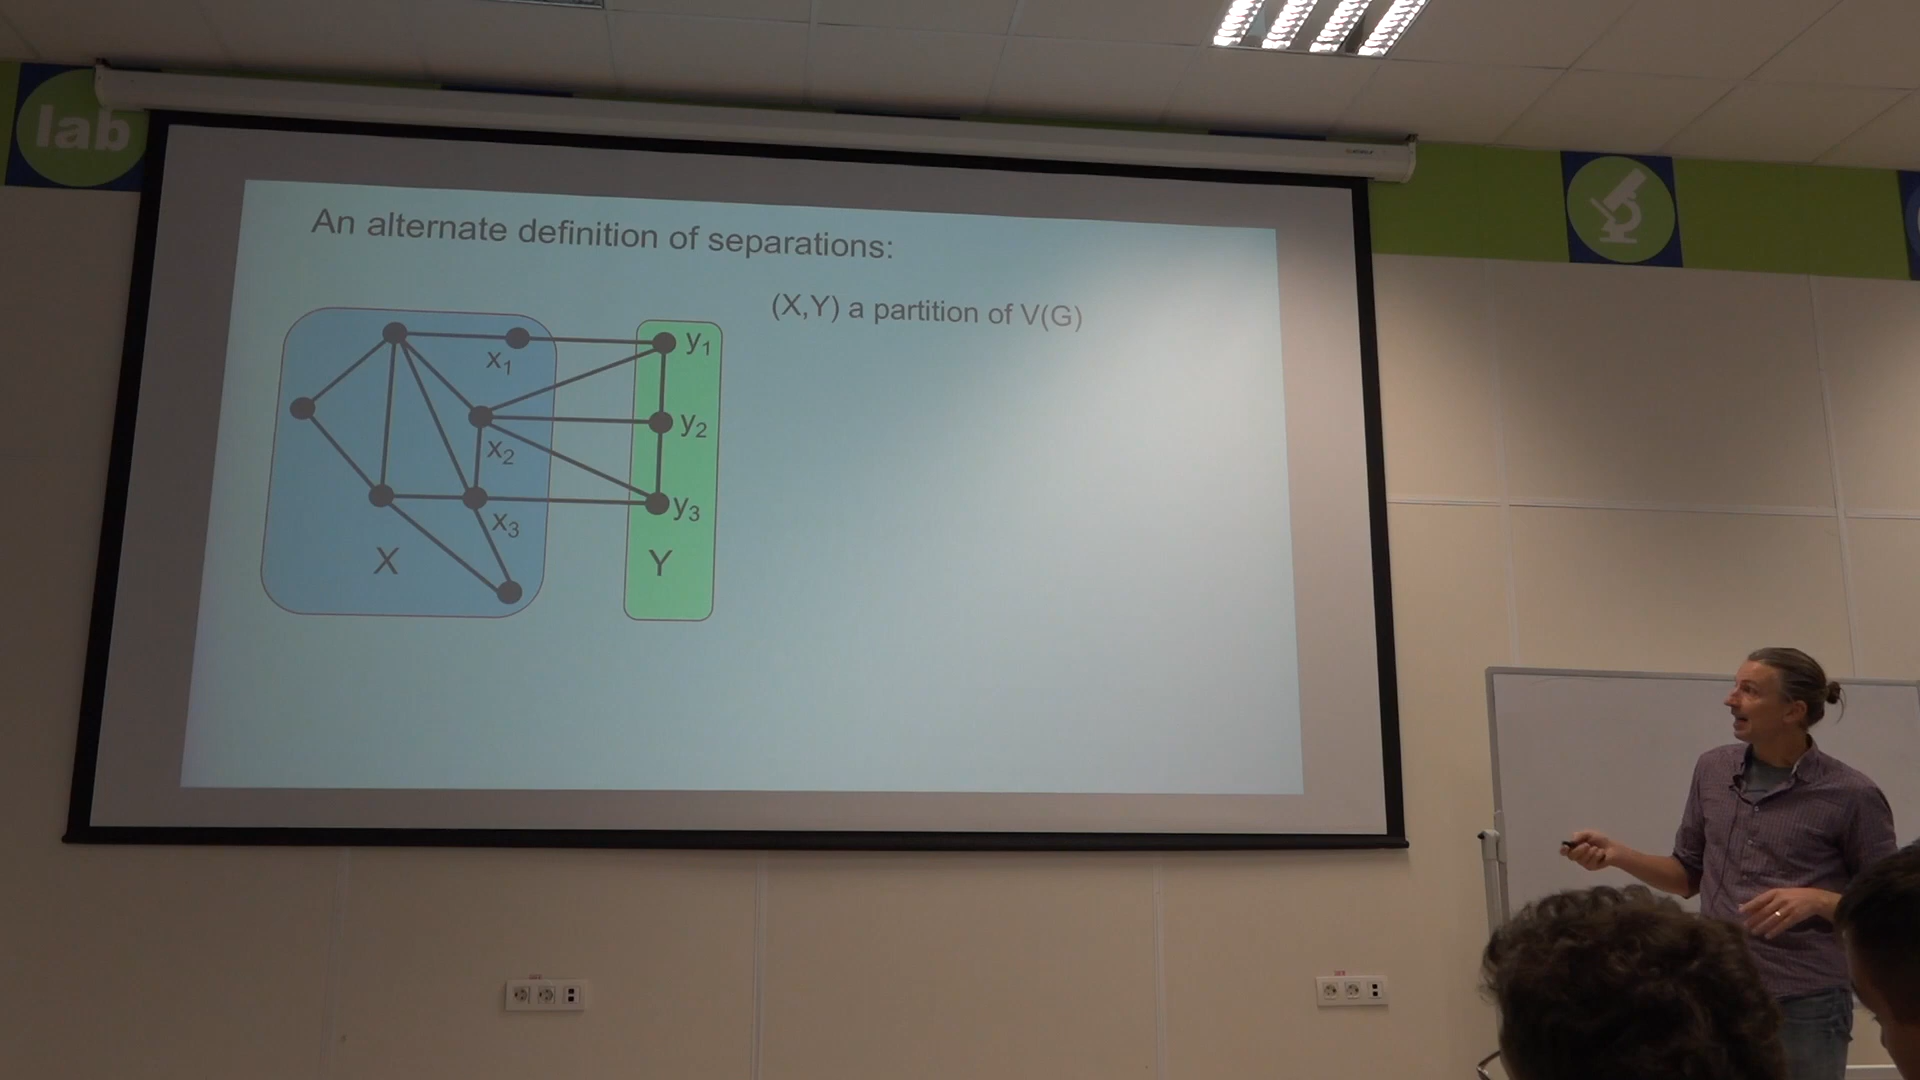 lab
An alternate definition of separations:
(X,Y) a partition of V(G)
x₁
y₁
x₂
y₂
x₃
y₃
X
Y